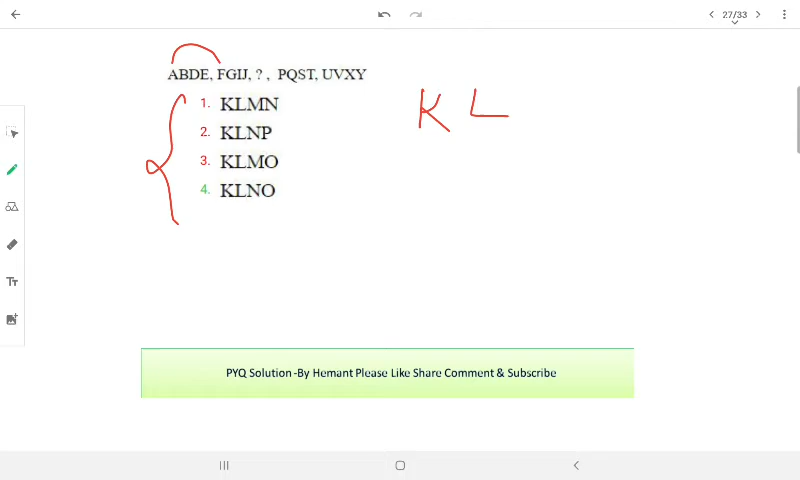 27/33
ABDE, FGIJ, ? , PQST, UVXY
1. KLMN
2. KLNP
3. KLMO
4. KLNO
K L
Tт
PYQ Solution -By Hemant Please Like Share Comment & Subscribe